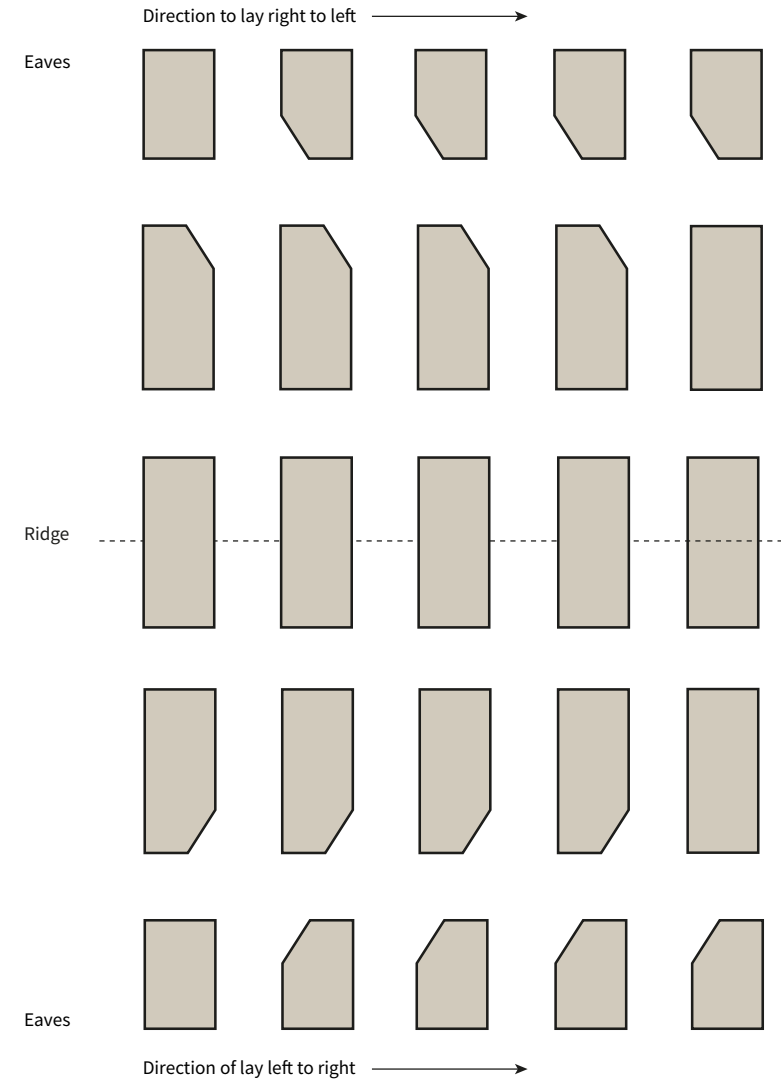 Direction to lay right to left
Eaves
Ridge
Eaves
Direction of lay left to right